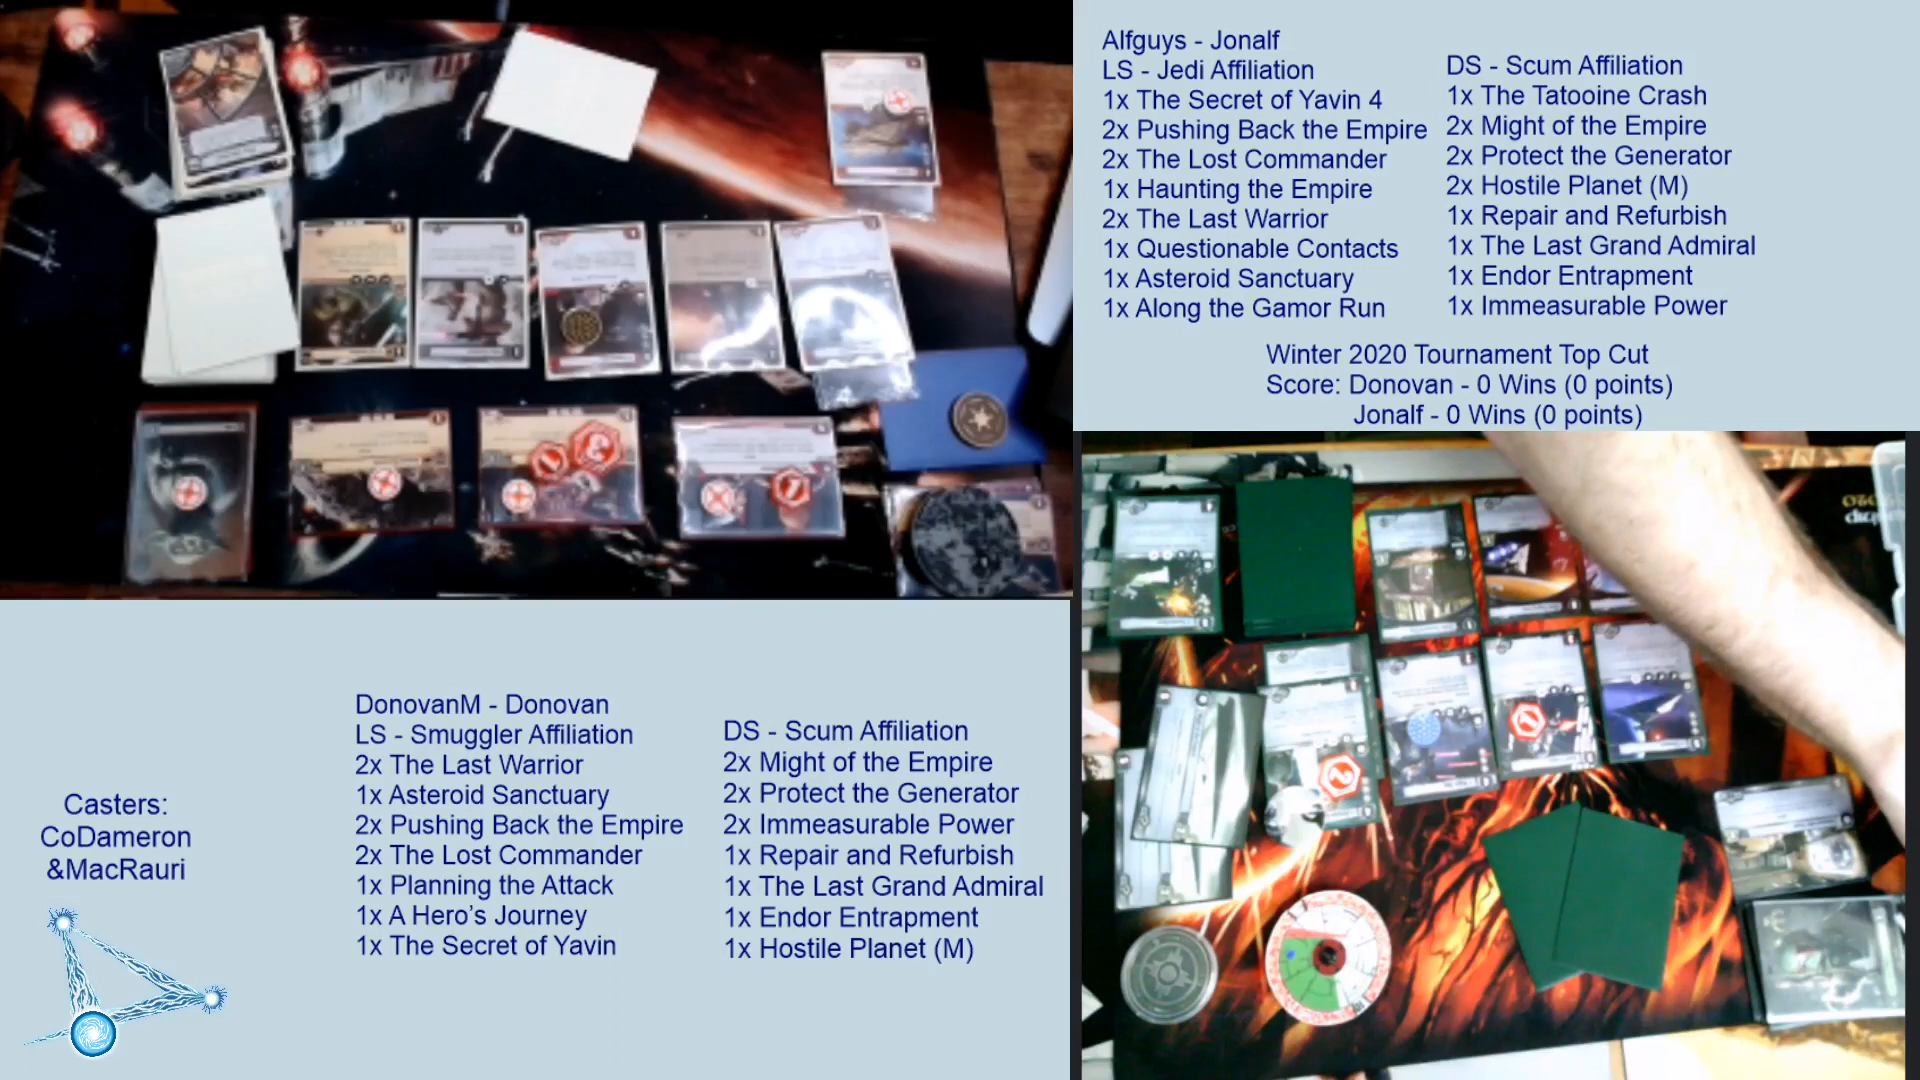 Alfguys - Jonalf
LS - Jedi Affiliation
1x The Secret of Yavin 4
2x Pushing Back the Empire
2x The Lost Commander
1x Haunting the Empire
2x The Last Warrior
1x Questionable Contacts
1x Asteroid Sanctuary
1x Along the Gamor Run
DS - Scum Affiliation
1x The Tatooine Crash
2x Might of the Empire
2x Protect the Generator
2x Hostile Planet (M)
1x Repair and Refurbish
1x The Last Grand Admiral
1x Endor Entrapment
1x Immeasurable Power
Winter 2020 Tournament Top Cut
Score: Donovan - 0 Wins (0 points)
Jonalf - 0 Wins (0 points)
DonovanM - Donovan
LS - Smuggler Affiliation
2x The Last Warrior
1x Asteroid Sanctuary
2x Pushing Back the Empire
2x The Lost Commander
1x Planning the Attack
1x A Hero's Journey
1x The Secret of Yavin
DS - Scum Affiliation
2x Might of the Empire
2x Protect the Generator
2x Immeasurable Power
1x Repair and Refurbish
1x The Last Grand Admiral
1x Endor Entrapment
1x Hostile Planet (M)
Casters:
CoDameron
&MacRauri